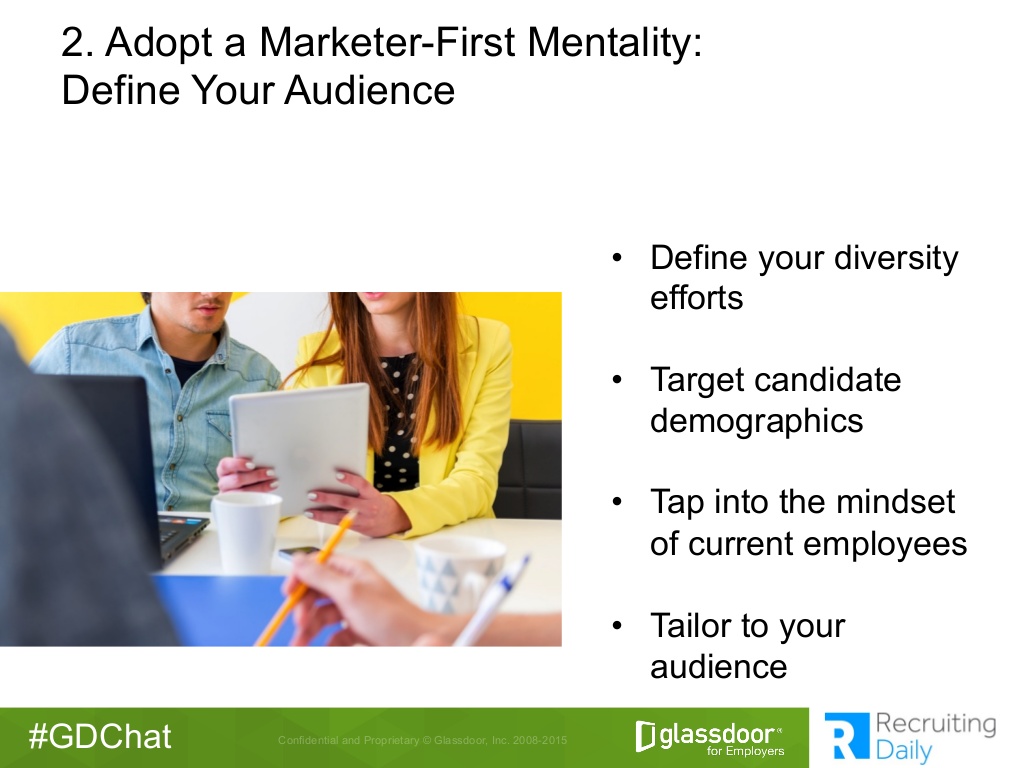 2. Adopt a Marketer-First Mentality:
Define Your Audience
• Define your diversity
efforts
• Target candidate
demographics
• Tap into the mindset
of current employees
• Tailor to your
audience
#GDChat
Confidential and Proprietary © Glassdoor, Inc. 2008-2015
glassdoor®
for Employers
Recruiting
Daily